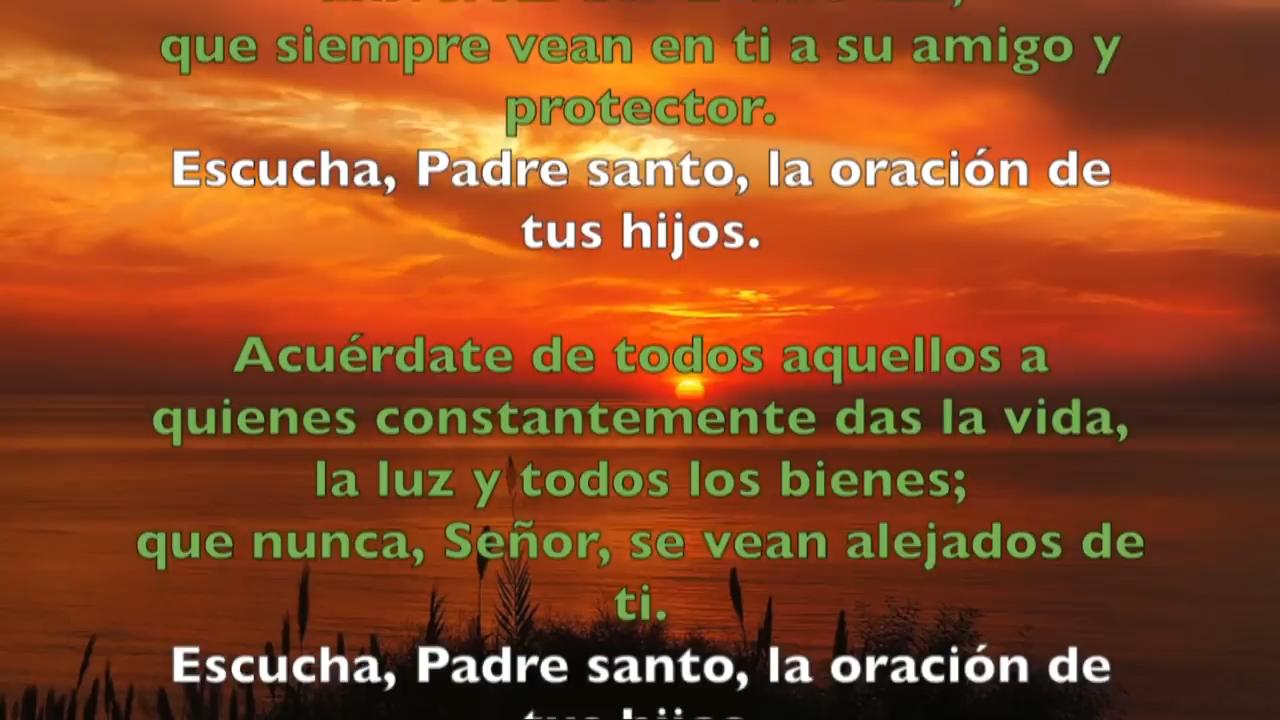 que siempre vean en ti a su amigo y
protector.
Escucha, Padre santo, la oración de
tus hijos.
Acuérdate de todos aquellos a
quienes constantemente das la vida,
la luz y todos los bienes;
que nunca, Señor, se vean alejados de
ti.
Escucha, Padre santo, la oración de
tus hijos.